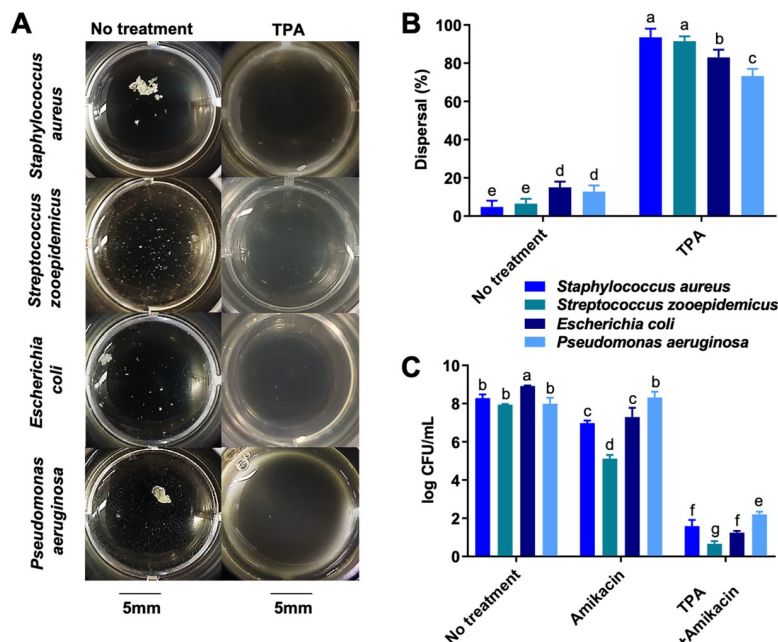 A
No treatment
TPA
Staphylococcus
aureus
Streptococcus
zooepidemicus
Escherichia
coli
Pseudomonas
aeruginosa
5mm
5mm
B
Dispersal (%)
100
80
60
40
20
0
e
e
d
d
a
a
b
c
No treatment
TPA
Staphylococcus aureus
Streptococcus zooepidemicus
Escherichia coli
Pseudomonas aeruginosa
C
log CFU/mL
10
8
6
4
2
0
b
b
a
b
c
d
c
b
f
g
f
e
No treatment
Amikacin
TPA
+Amikacin